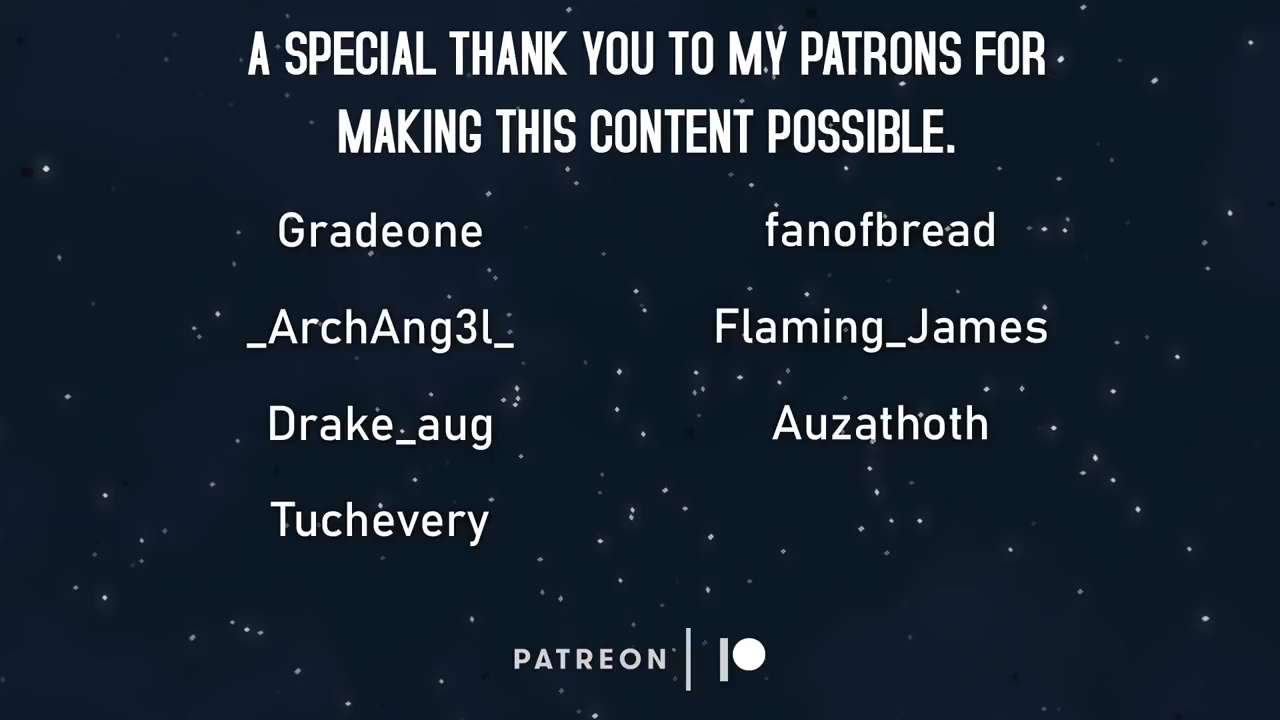 A SPECIAL THANK YOU TO MY PATRONS FOR
MAKING THIS CONTENT POSSIBLE.
Gradeone
fanofbread
_ArchAng3l_
Flaming_James
Drake_aug
Auzathoth
Tuchevery
PATREON